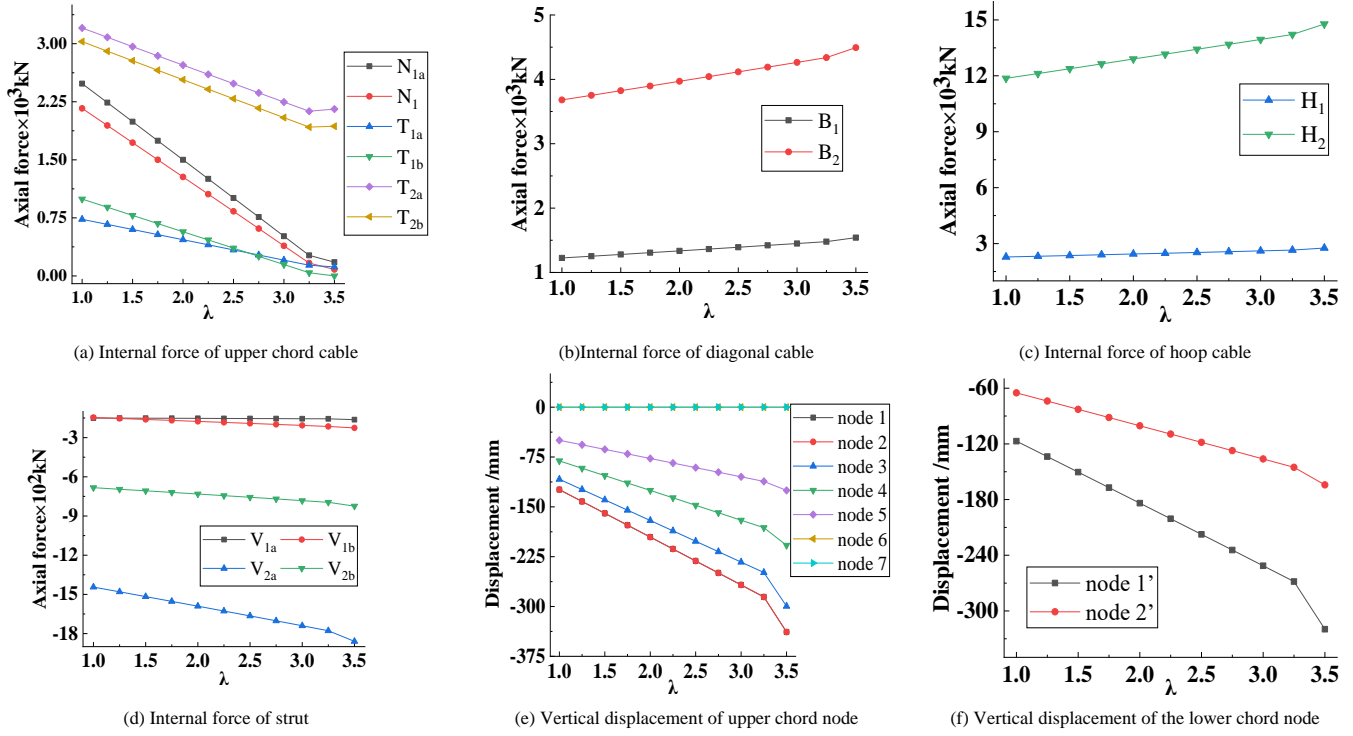 Axial force×10³kN
3.00
2.25
1.50
0.75
0.00
1.0 1.5 2.0 2.5 3.0 3.5
λ
N1a
N1
T1a
T1b
T2a
T2b
(a) Internal force of upper chord cable
Axial force×10³kN
5
4
3
2
1
1.0 1.5 2.0 2.5 3.0 3.5
λ
B1
B2
(b)Internal force of diagonal cable
Axial force×10³kN
15
12
9
6
3
1.0 1.5 2.0 2.5 3.0 3.5
λ
H1
H2
(c) Internal force of hoop cable
Axial force×10²kN
-3
-6
-9
-12
-15
-18
1.0 1.5 2.0 2.5 3.0 3.5
λ
V1a V1b
V2a V2b
(d) Internal force of strut
Displacement /mm
0
-75
-150
-225
-300
-375
1.0 1.5 2.0 2.5 3.0 3.5
λ
node 1
node 2
node 3
node 4
node 5
node 6
node 7
(e) Vertical displacement of upper chord node
Displacement /mm
-60
-120
-180
-240
-300
1.0 1.5 2.0 2.5 3.0 3.5
λ
node 1’
node 2’
(f) Vertical displacement of the lower chord node